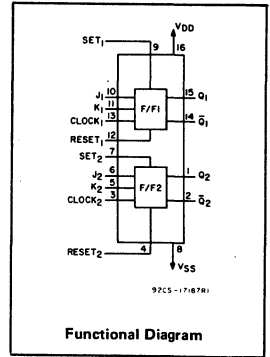 VDD
SET1
9 16
J1 10 15 Q1
K1 11 F/F1
CLOCK1 13 14 Q̅1
RESET1 12
SET2 7
J2 6 1 Q2
K2 5 F/F2
CLOCK2 3 2 Q̅2
RESET2 4 8
VSS
92CS-17187R1
Functional Diagram